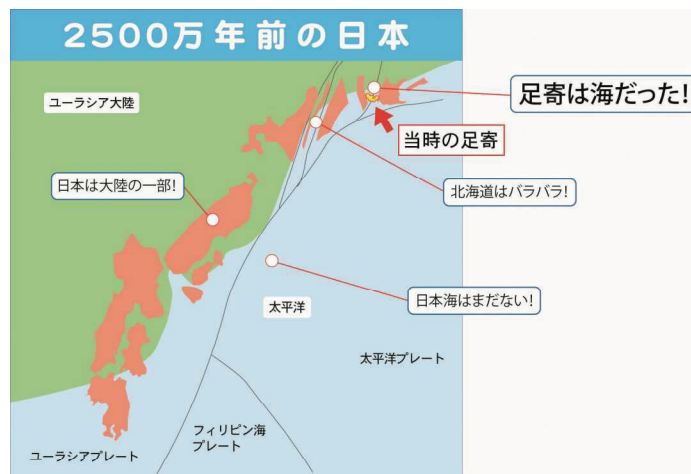 2500万年前の日本
ユーラシア大陸
足寄は海だった!
当時の足寄
日本は大陸の一部!
北海道はバラバラ!
日本海はまだない!
太平洋
太平洋プレート
フィリピン海
プレート
ユーラシアプレート